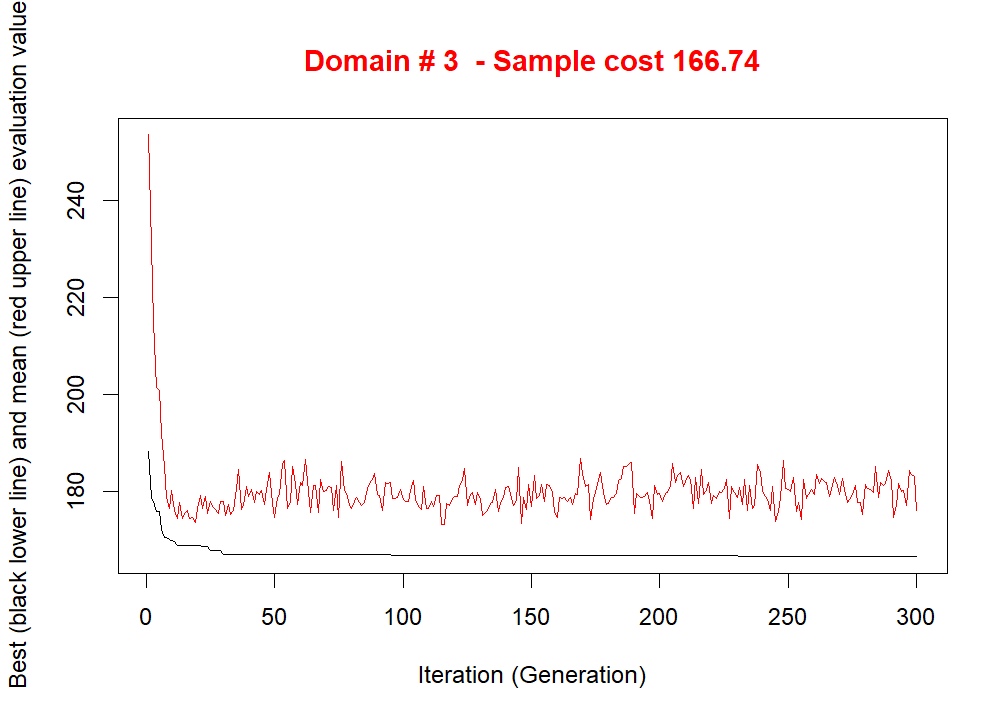 Domain # 3  - Sample cost 166.74
Best (black lower line) and mean (red upper line) evaluation value
240
220
200
180
0 50 100 150 200 250 300
Iteration (Generation)